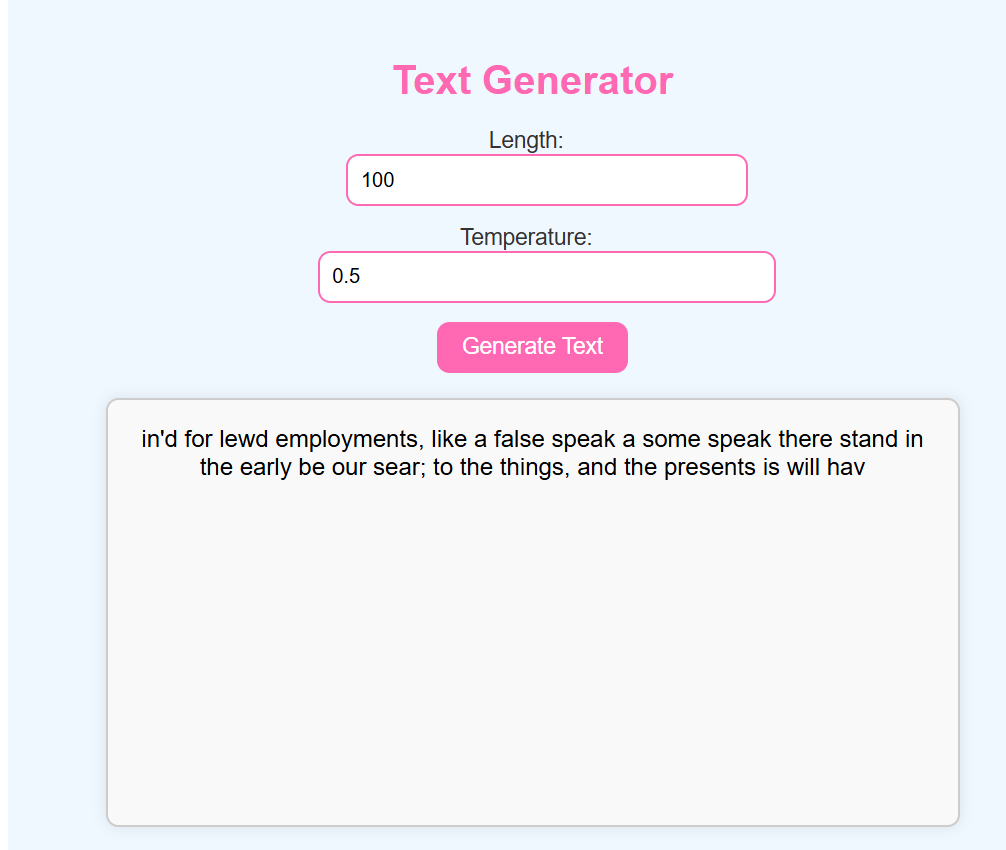 Text Generator
Length:
100
Temperature:
0.5
Generate Text
in'd for lewd employments, like a false speak a some speak there stand in
the early be our sear; to the things, and the presents is will hav